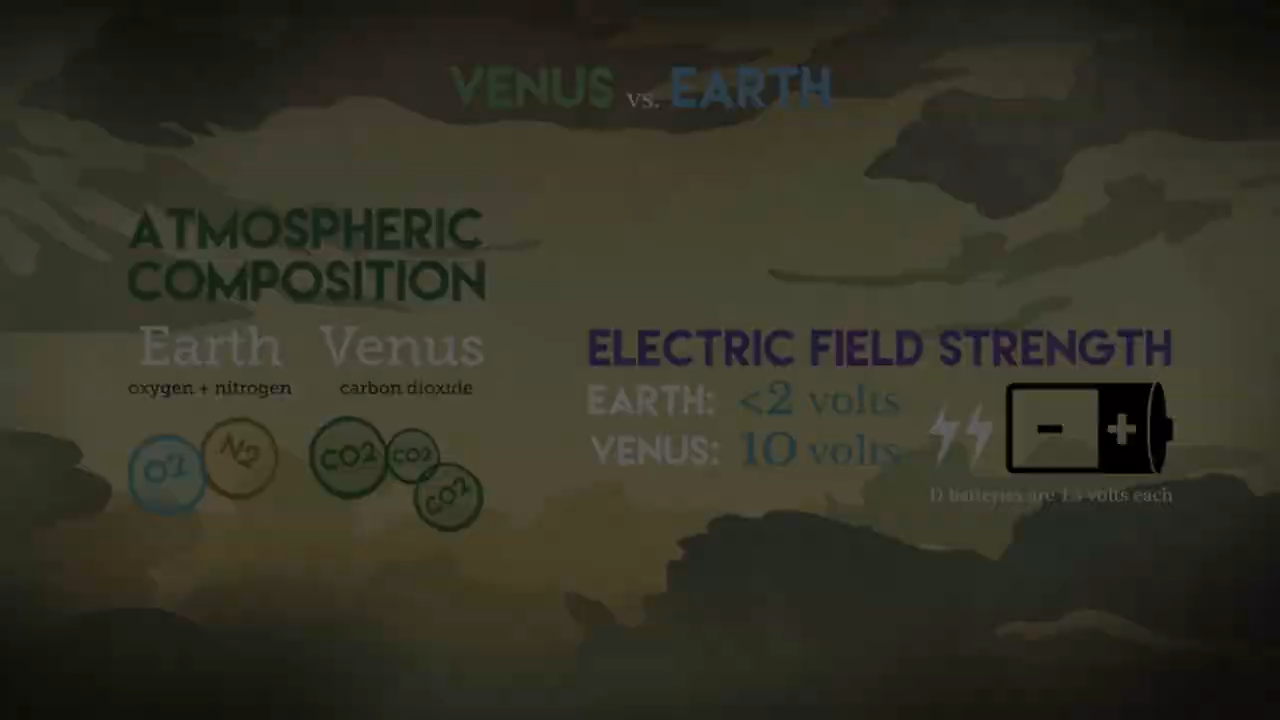 VENUS vs. EARTH
ATMOSPHERIC
COMPOSITION
Earth Venus
oxygen + nitrogen carbon dioxide
O2 N2 CO2 CO2 CO2
ELECTRIC FIELD STRENGTH
EARTH: <2 volts
VENUS: 10 volts
- +
D batteries are 1.5 volts each